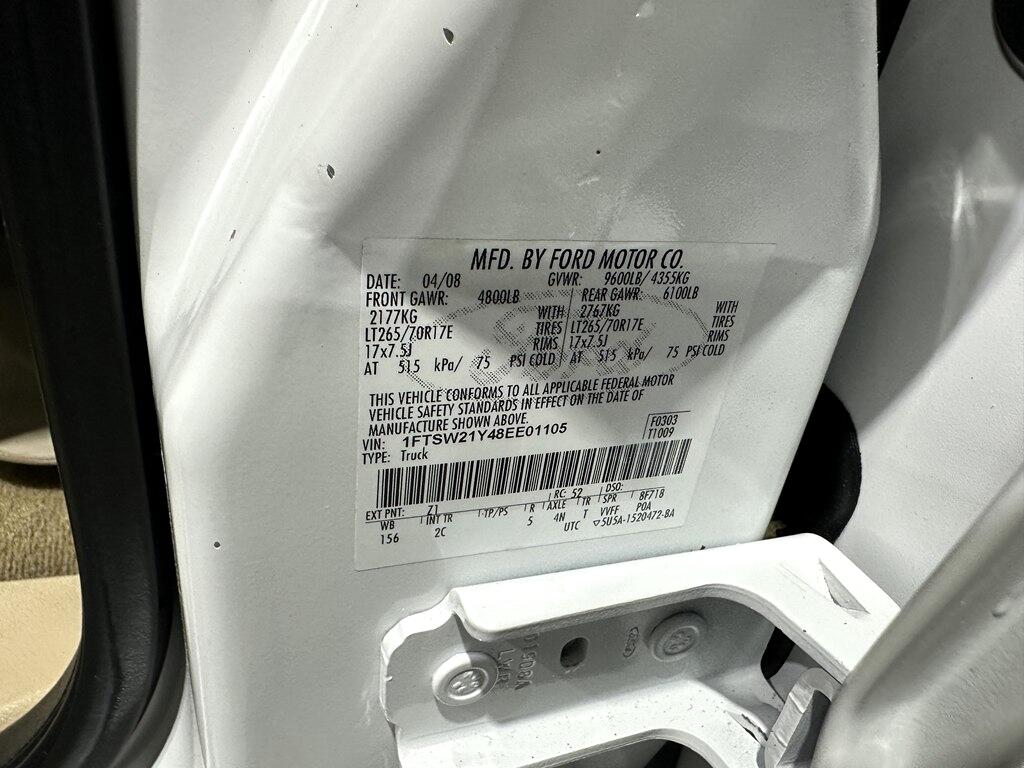 MFD. BY FORD MOTOR CO.
DATE: 04/08 GVWR: 9600LB/ 4355KG
FRONT GAWR: 4800LB REAR GAWR: 6100LB
2177KG WITH 2767KG WITH
LT265/70R17E TIRES LT265/70R17E TIRES
17x7.5J RIMS 17x7.5J RIMS
AT 515 kPa/ 75 PSI COLD AT 515 kPa/ 75 PSI COLD
THIS VEHICLE CONFORMS TO ALL APPLICABLE FEDERAL MOTOR
VEHICLE SAFETY STANDARDS IN EFFECT ON THE DATE OF
MANUFACTURE SHOWN ABOVE.
VIN: 1FTSW21Y48EE01105 F0303
TYPE: Truck T1009
EXT PNT: Z1 RC: 52 DSO: 8F718
WB INT TR TP/PS R AXLE TR SPR P0A
156 2C 5 4N T VVFF
UTC ▽5U5A-1520472-BA